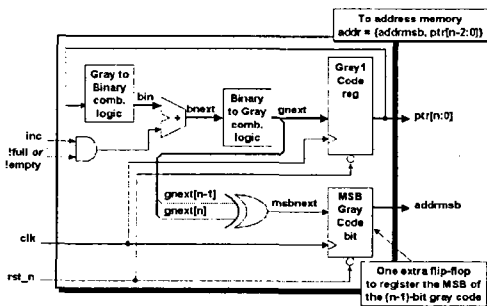 To address memory
addr = {addrmsb, ptr[n-2:0]}
Gray to
Binary
comb.
logic
bin
+
bnext
Binary
to Gray
comb.
logic
gnext
Gray1
Code
reg
ptr[n:0]
inc
!full or
!empty
gnext[n-1]
gnext[n]
msbnext
MSB
Gray
Code
bit
addrmsb
clk
rst_n
One extra flip-flop
to register the MSB of
the (n-1)-bit gray code